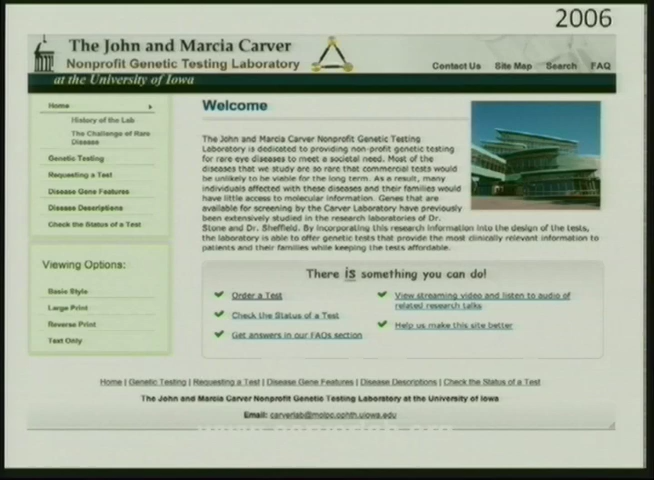 2006
The John and Marcia Carver
Nonprofit Genetic Testing Laboratory
at the University of Iowa
Contact Us Site Map Search FAQ
Home
History of the Lab
The Challenge of Rare
Disease
Genetic Testing
Requesting a Test
Disease Gene Features
Disease Descriptions
Check the Status of a Test
Viewing Options:
Basic Style
Large Print
Reverse Print
Text Only
Welcome
The John and Marcia Carver Nonprofit Genetic Testing
Laboratory is dedicated to providing non-profit genetic testing
for rare eye diseases to meet a societal need. Most of the
diseases that we study are so rare that commercial tests would
be unlikely to be viable for the long term. As a result, many
individuals affected with these diseases and their families would
have little access to molecular information. Genes that are
available for screening by the Carver Laboratory have previously
been extensively studied in the research laboratories of Dr.
Stone and Dr. Sheffield. By incorporating this research information into the design of the tests,
the laboratory is able to offer genetic tests that provide the most clinically relevant information to
patients and their families while keeping the tests affordable.
There is something you can do!
Order a Test
Check the Status of a Test
Get answers in our FAQs section
View streaming video and listen to audio of
related research talks
Help us make this site better
Home | Genetic Testing | Requesting a Test | Disease Gene Features | Disease Descriptions | Check the Status of a Test
The John and Marcia Carver Nonprofit Genetic Testing Laboratory at the University of Iowa
Email: carverlab@molpc.ophth.uiowa.edu